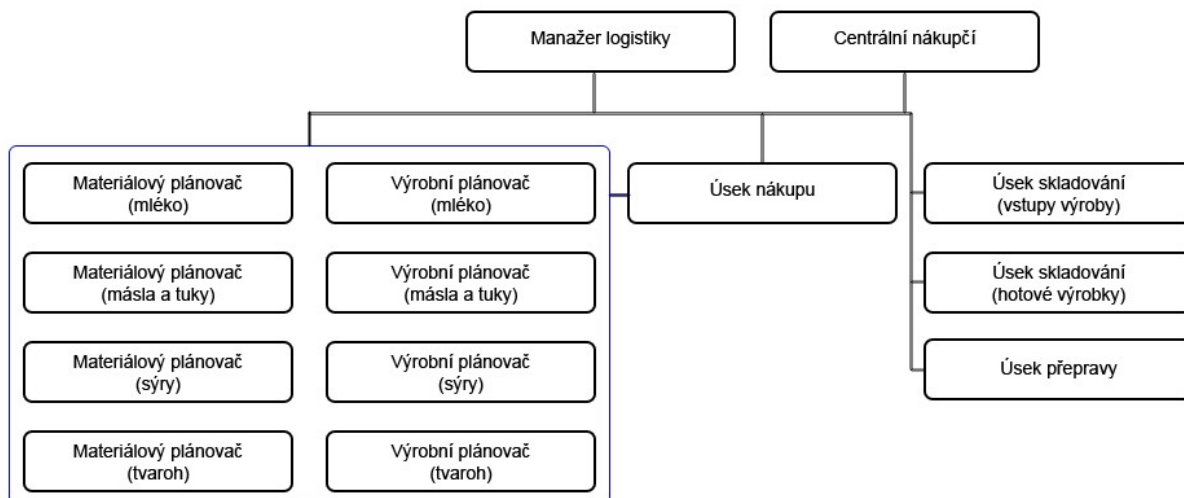 Manažer logistiky
Centrální nákupčí
Materiálový plánovač
(mléko)
Výrobní plánovač
(mléko)
Úsek nákupu
Úsek skladování
(vstupy výroby)
Materiálový plánovač
(másla a tuky)
Výrobní plánovač
(másla a tuky)
Úsek skladování
(hotové výrobky)
Materiálový plánovač
(sýry)
Výrobní plánovač
(sýry)
Úsek přepravy
Materiálový plánovač
(tvaroh)
Výrobní plánovač
(tvaroh)